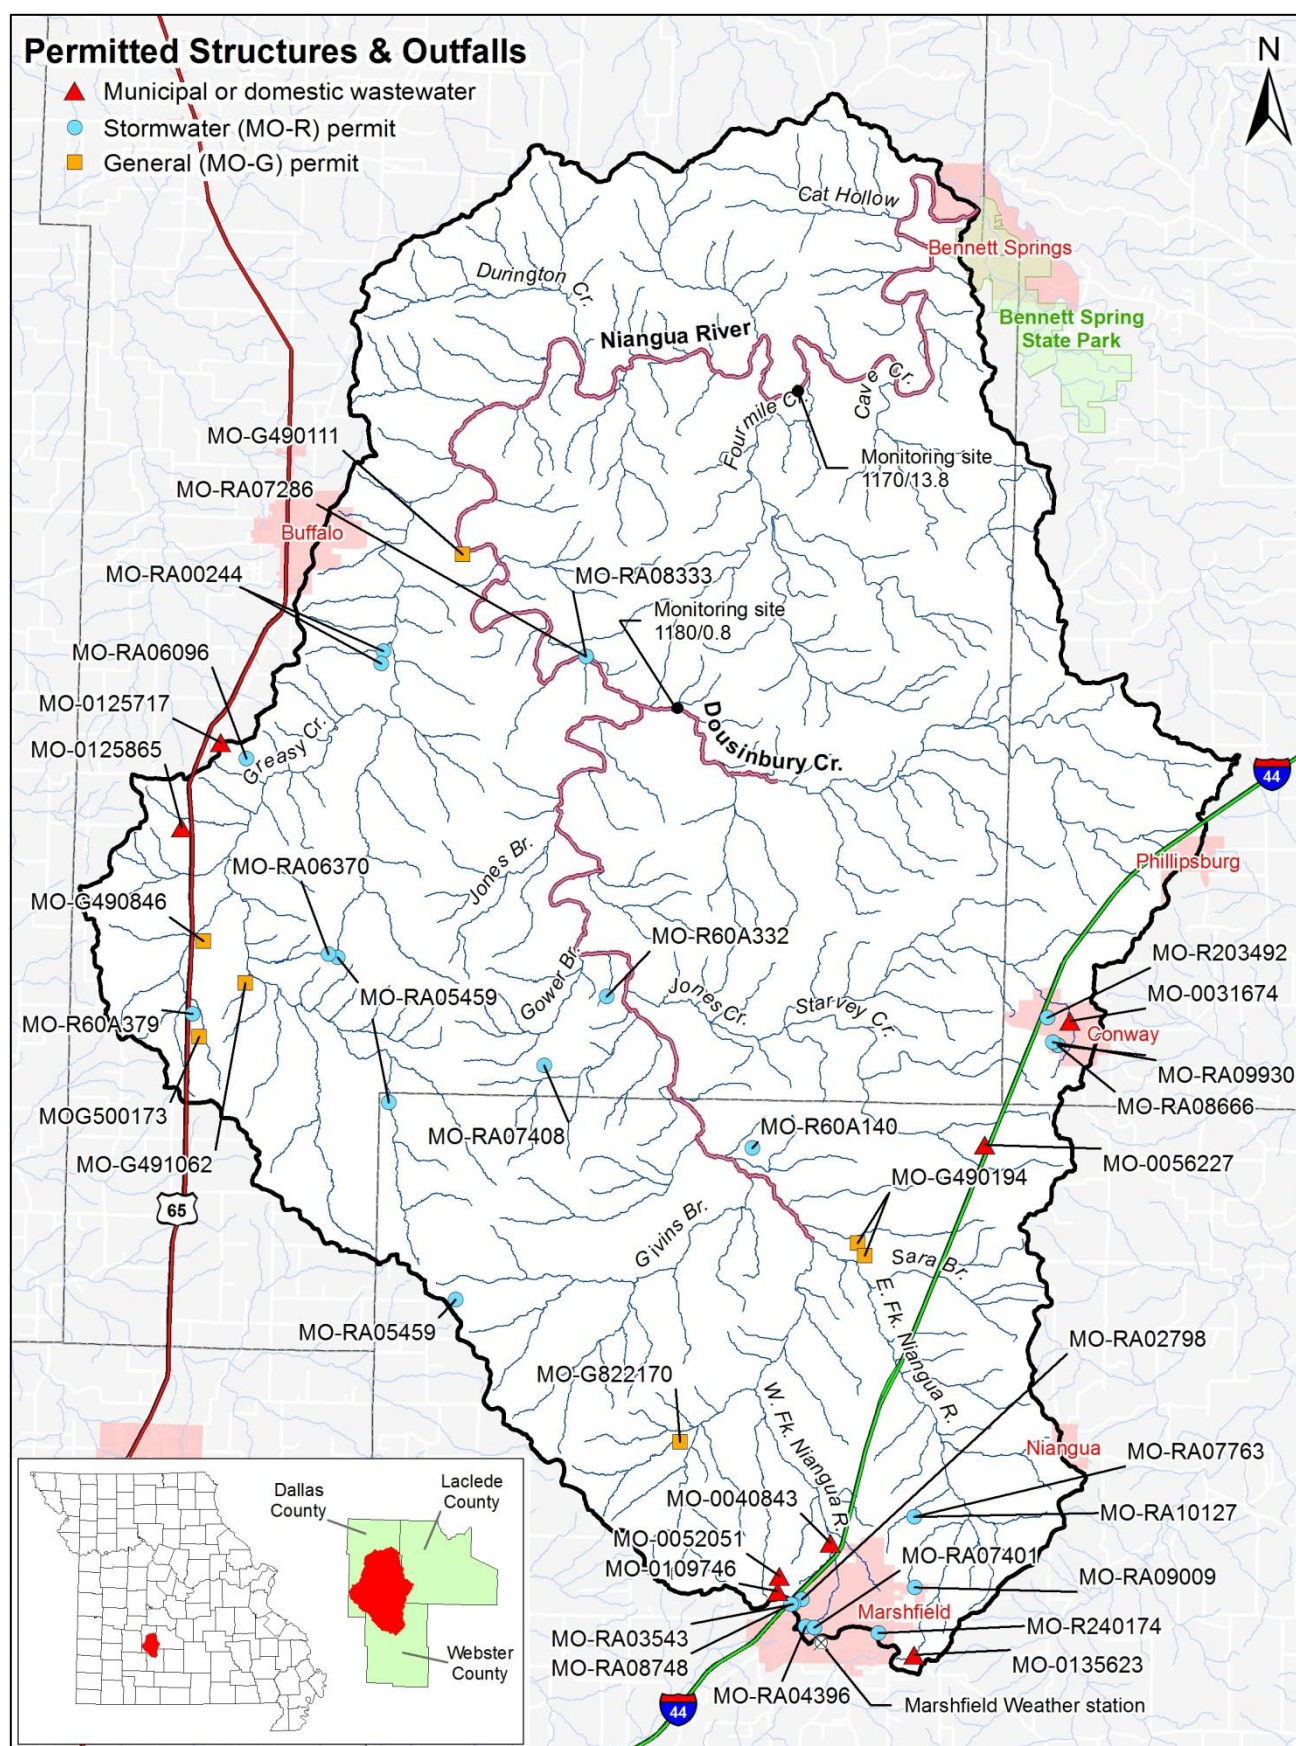 Permitted Structures & Outfalls
Municipal or domestic wastewater
Stormwater (MO-R) permit
General (MO-G) permit
N
Cat Hollow
Bennett Springs
Durington Cr.
Bennett Spring
State Park
Niangua River
Cave Cr.
Fourmile Cr.
MO-G490111
Monitoring site
1170/13.8
MO-RA07286
Buffalo
MO-RA00244
MO-RA08333
Monitoring site
1180/0.8
MO-RA06096
MO-0125717
Greasy Cr.
MO-0125865
Dousinbury Cr.
44
Phillipsburg
Jones Br.
MO-RA06370
MO-G490846
MO-R60A332
MO-R203492
MO-0031674
MO-RA05459
Gower Br.
Jones Cr.
Starvey Cr.
MO-R60A379
Conway
MO-RA09930
MO-RA08666
MOG500173
MO-RA07408
MO-R60A140
MO-0056227
MO-G491062
MO-G490194
65
Givins Br.
Sara Br.
E. Fk. Niangua R.
MO-RA05459
MO-RA02798
MO-G822170
W. Fk. Niangua R.
Niangua
MO-RA07763
MO-0040843
MO-RA10127
MO-0052051
MO-RA07401
MO-0109746
MO-RA09009
Marshfield
MO-RA03543
MO-R240174
MO-RA08748
MO-0135623
MO-RA04396
Marshfield Weather station
44
Dallas
County
Laclede
County
Webster
County